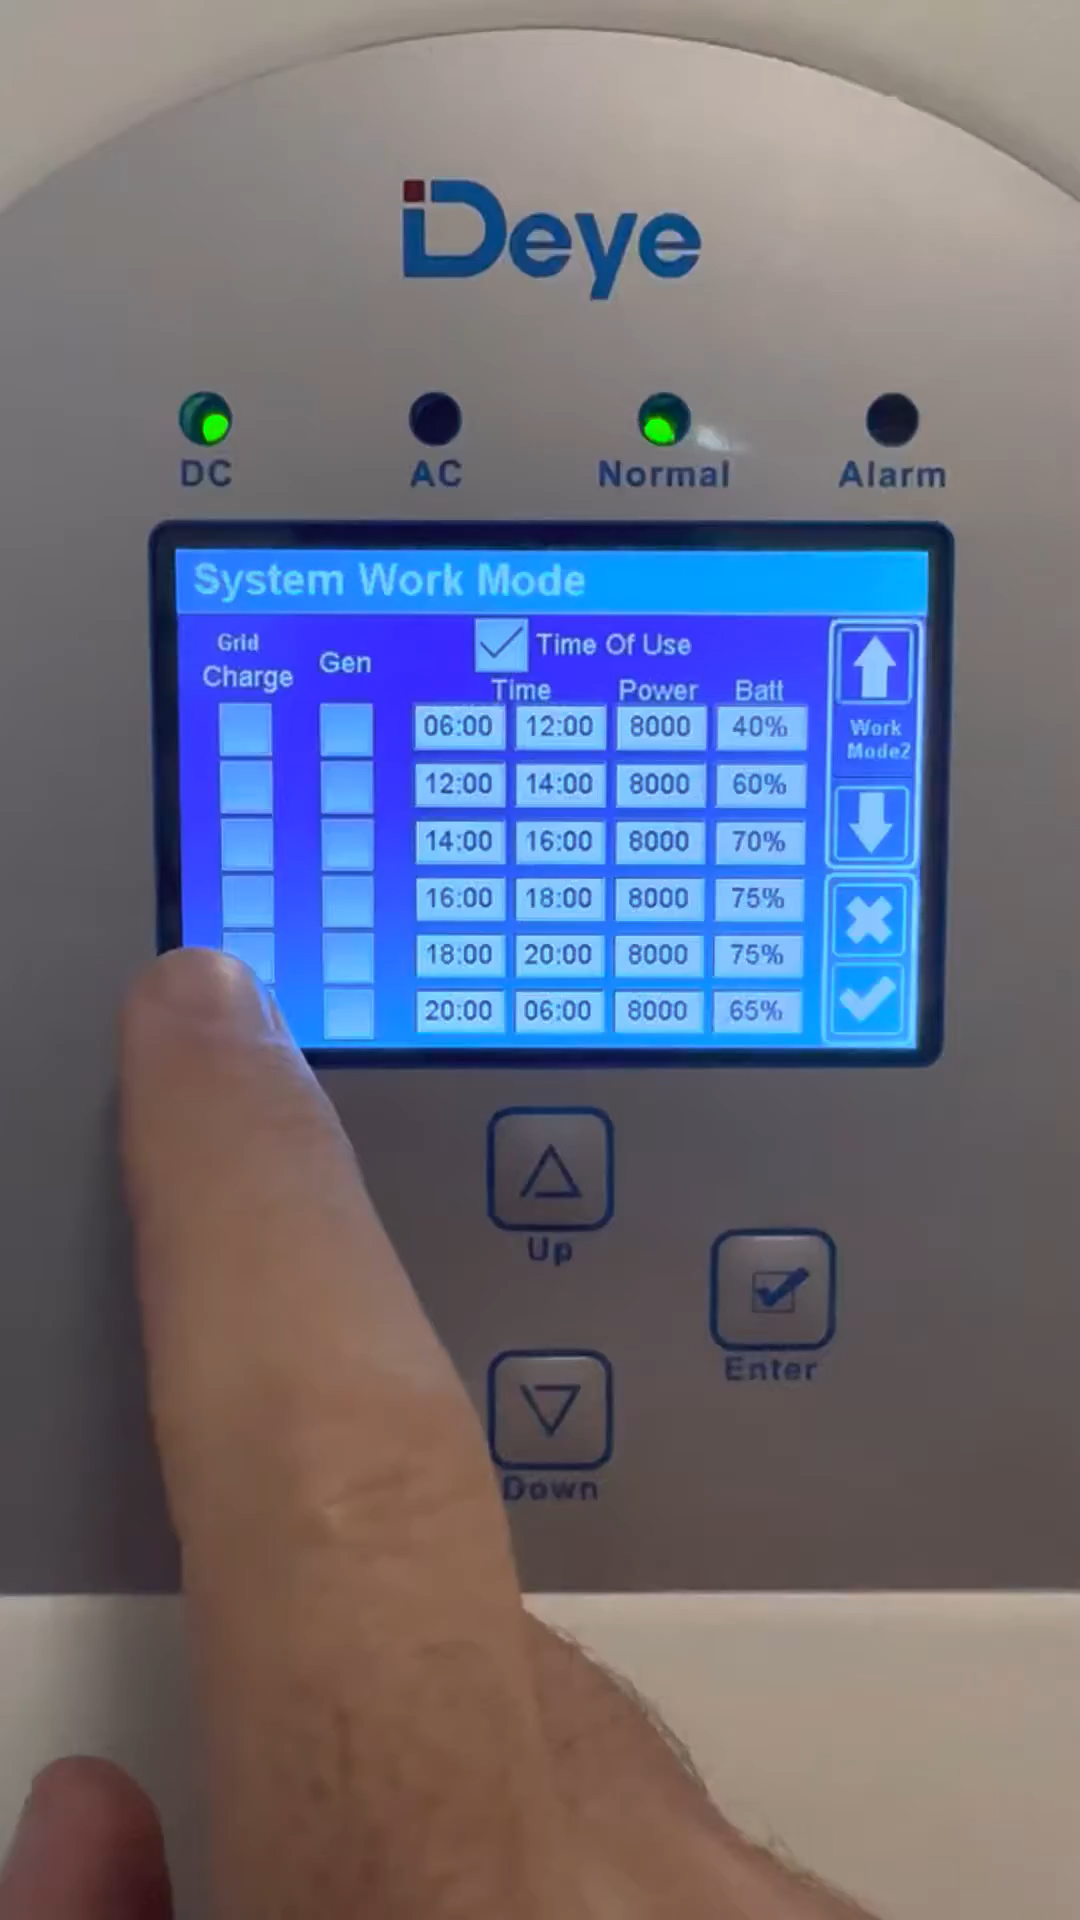 Deye
DC AC Normal Alarm
System Work Mode
Grid Charge Gen Time Of Use
Time Power Batt
06:00 12:00 8000 40%
12:00 14:00 8000 60%
14:00 16:00 8000 70%
16:00 18:00 8000 75%
18:00 20:00 8000 75%
20:00 06:00 8000 65%
Work
Mode2
Up
Enter
Down